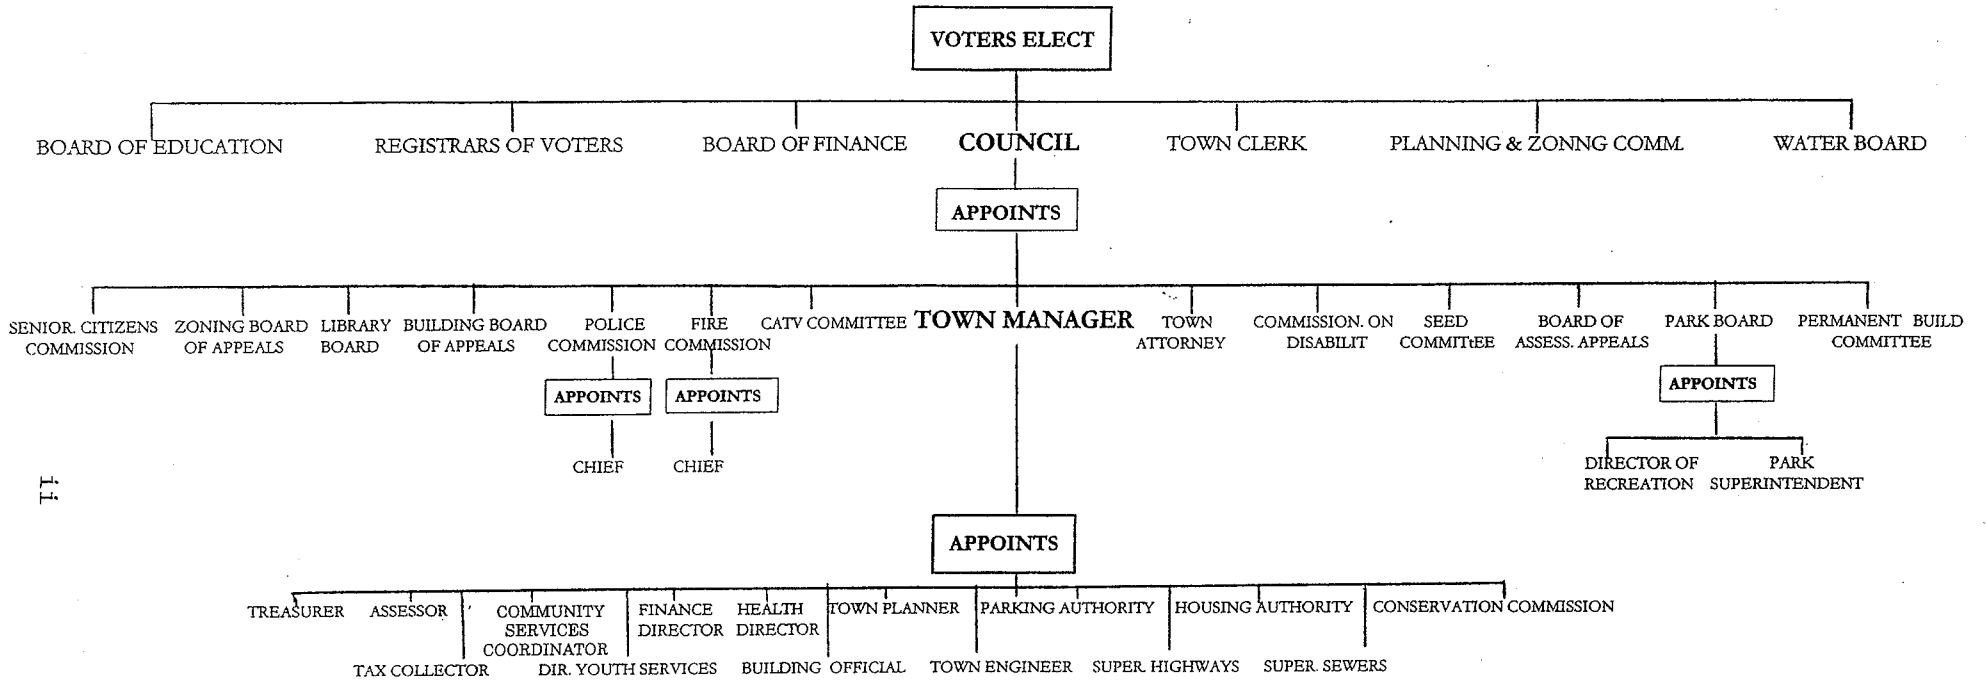 VOTERS ELECT
BOARD OF EDUCATION
REGISTRARS OF VOTERS
BOARD OF FINANCE
COUNCIL
TOWN CLERK
PLANNING & ZONNG COMM.
WATER BOARD
APPOINTS
SENIOR. CITIZENS
COMMISSION
ZONING BOARD
OF APPEALS
LIBRARY
BOARD
BUILDING BOARD
OF APPEALS
POLICE
COMMISSION
FIRE
COMMISSION
CATV COMMITTEE
TOWN MANAGER
TOWN
ATTORNEY
COMMISSION. ON
DISABILIT
SEED
COMMITtEE
BOARD OF
ASSESS. APPEALS
PARK BOARD
PERMANENT BUILD
COMMITTEE
APPOINTS
APPOINTS
APPOINTS
CHIEF
CHIEF
DIRECTOR OF
RECREATION
PARK
SUPERINTENDENT
ii
APPOINTS
TREASURER
ASSESSOR
COMMUNITY
SERVICES
COORDINATOR
FINANCE
DIRECTOR
HEALTH
DIRECTOR
TOWN PLANNER
PARKING AUTHORITY
HOUSING AUTHORITY
CONSERVATION COMMISSION
TAX COLLECTOR
DIR. YOUTH SERVICES
BUILDING OFFICIAL
TOWN ENGINEER
SUPER. HIGHWAYS
SUPER. SEWERS